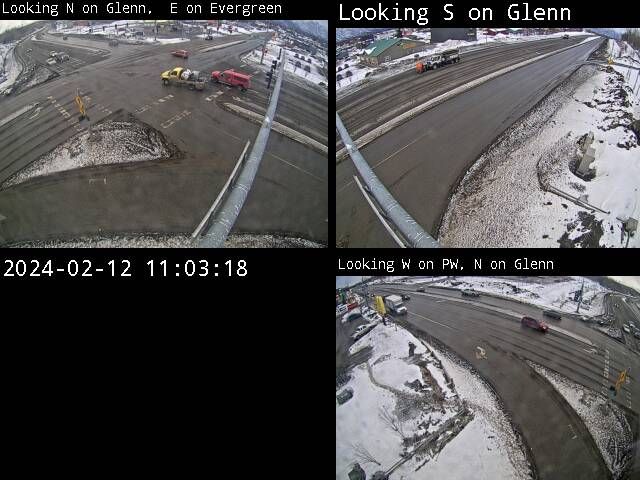 Looking N on Glenn, E on Evergreen
Looking S on Glenn
2024-02-12 11:03:18
Looking W on PW, N on Glenn